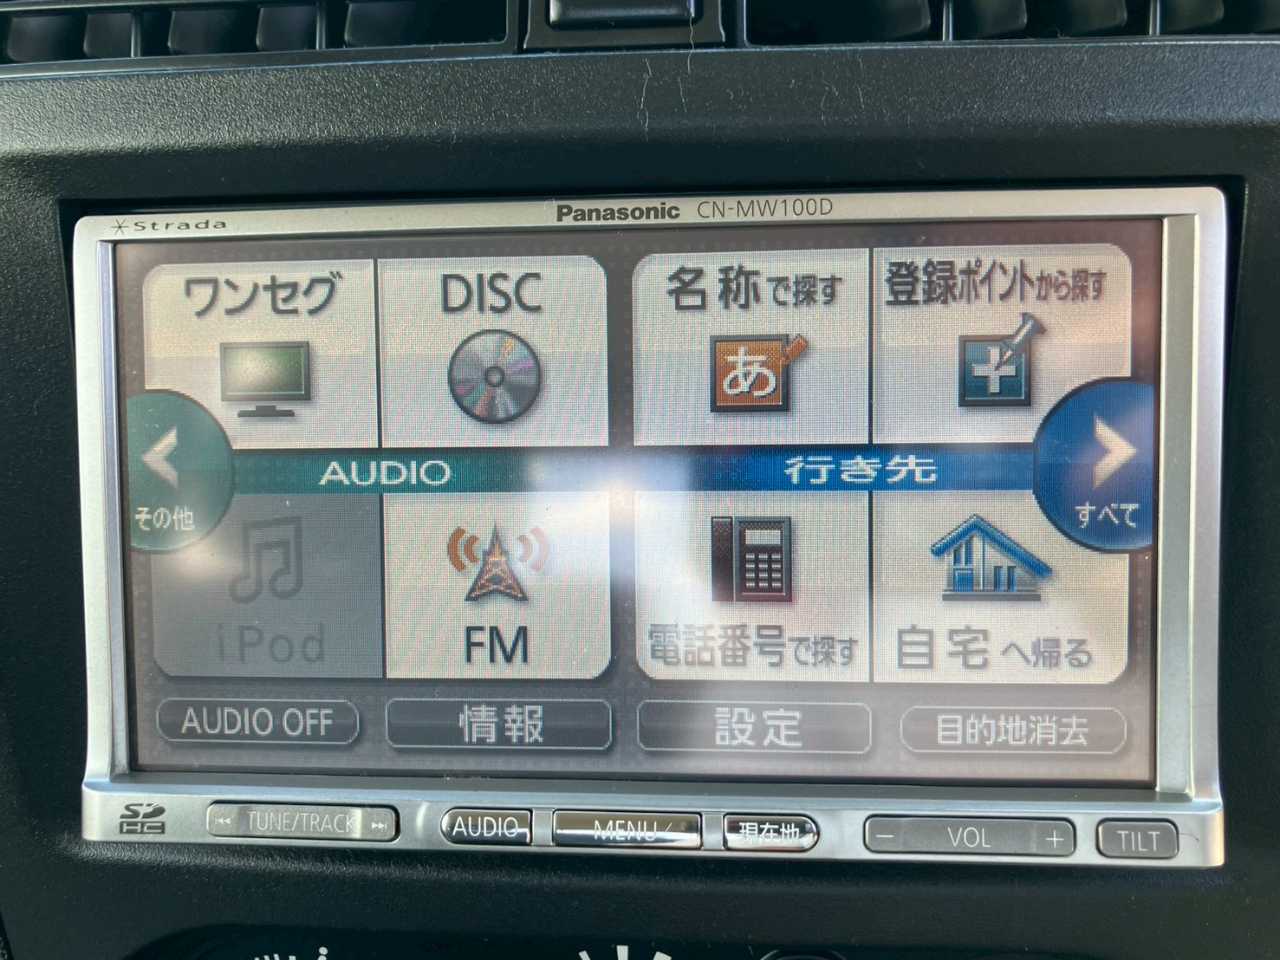 Strada
Panasonic CN-MW100D
ワンセグ
DISC
名称で探す
登録ポイントから探す
あ
その他
AUDIO
行き先
すべて
iPod
FM
電話番号で探す
自宅へ帰る
AUDIO OFF
情報
設定
目的地消去
SD HC
TUNE/TRACK
AUDIO
MENU
現在地
− VOL +
TILT